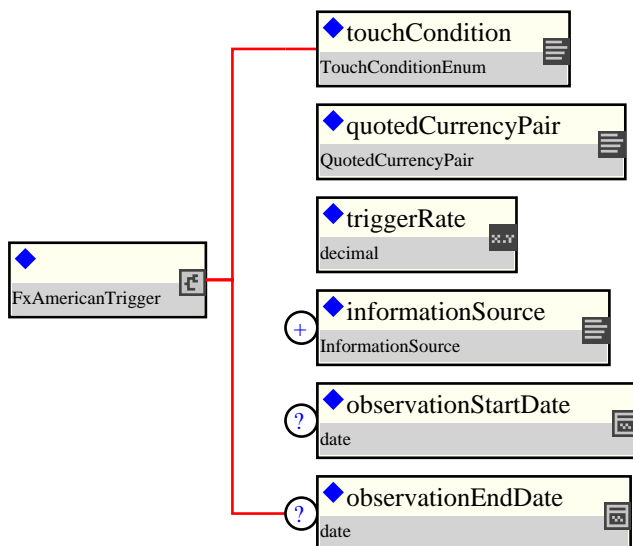 touchCondition
TouchConditionEnum
quotedCurrencyPair
QuotedCurrencyPair
triggerRate
decimal
x.y
FxAmericanTrigger
+
informationSource
InformationSource
?
observationStartDate
date
?
observationEndDate
date